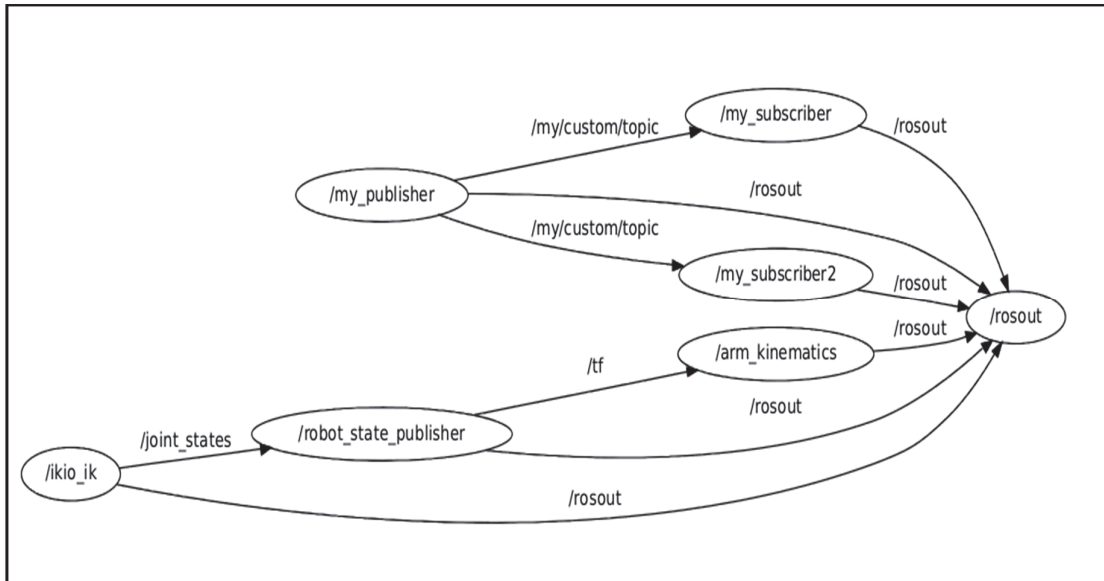 /my_subscriber
/rosout
/my/custom/topic
/my_publisher
/rosout
/my/custom/topic
/my_subscriber2
/rosout
/rosout
/rosout
/arm_kinematics
/tf
/rosout
/joint_states
/robot_state_publisher
/ikio_ik
/rosout